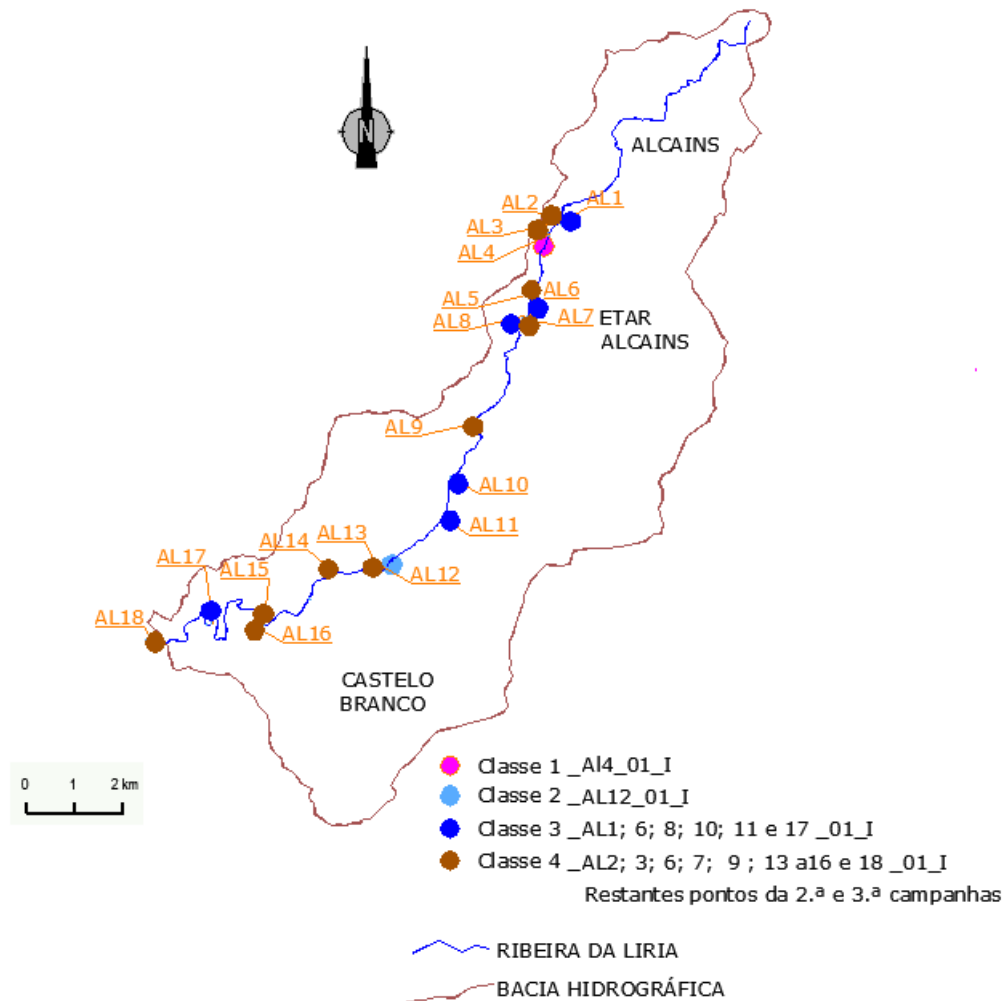 N
ALCAINS
AL2
AL1
AL3
AL4
AL6
AL5
AL8
AL7
ETAR
ALCAINS
AL9
AL10
AL11
AL13
AL14
AL12
AL17
AL15
AL18
AL16
CASTELO
BRANCO
0 1 2 km
Classe 1 _Al4_01_I
Classe 2 _AL12_01_I
Classe 3 _AL1; 6; 8; 10; 11 e 17 _01_I
Classe 4 _AL2; 3; 6; 7; 9 ; 13 a16 e 18 _01_I
Restantes pontos da 2.ª e 3.ª campanhas
RIBEIRA DA LIRIA
BACIA HIDROGRÁFICA